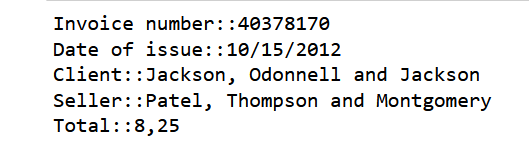 Invoice number::40378170
Date of issue::10/15/2012
Client::Jackson, Odonnell and Jackson
Seller::Patel, Thompson and Montgomery
Total::8,25